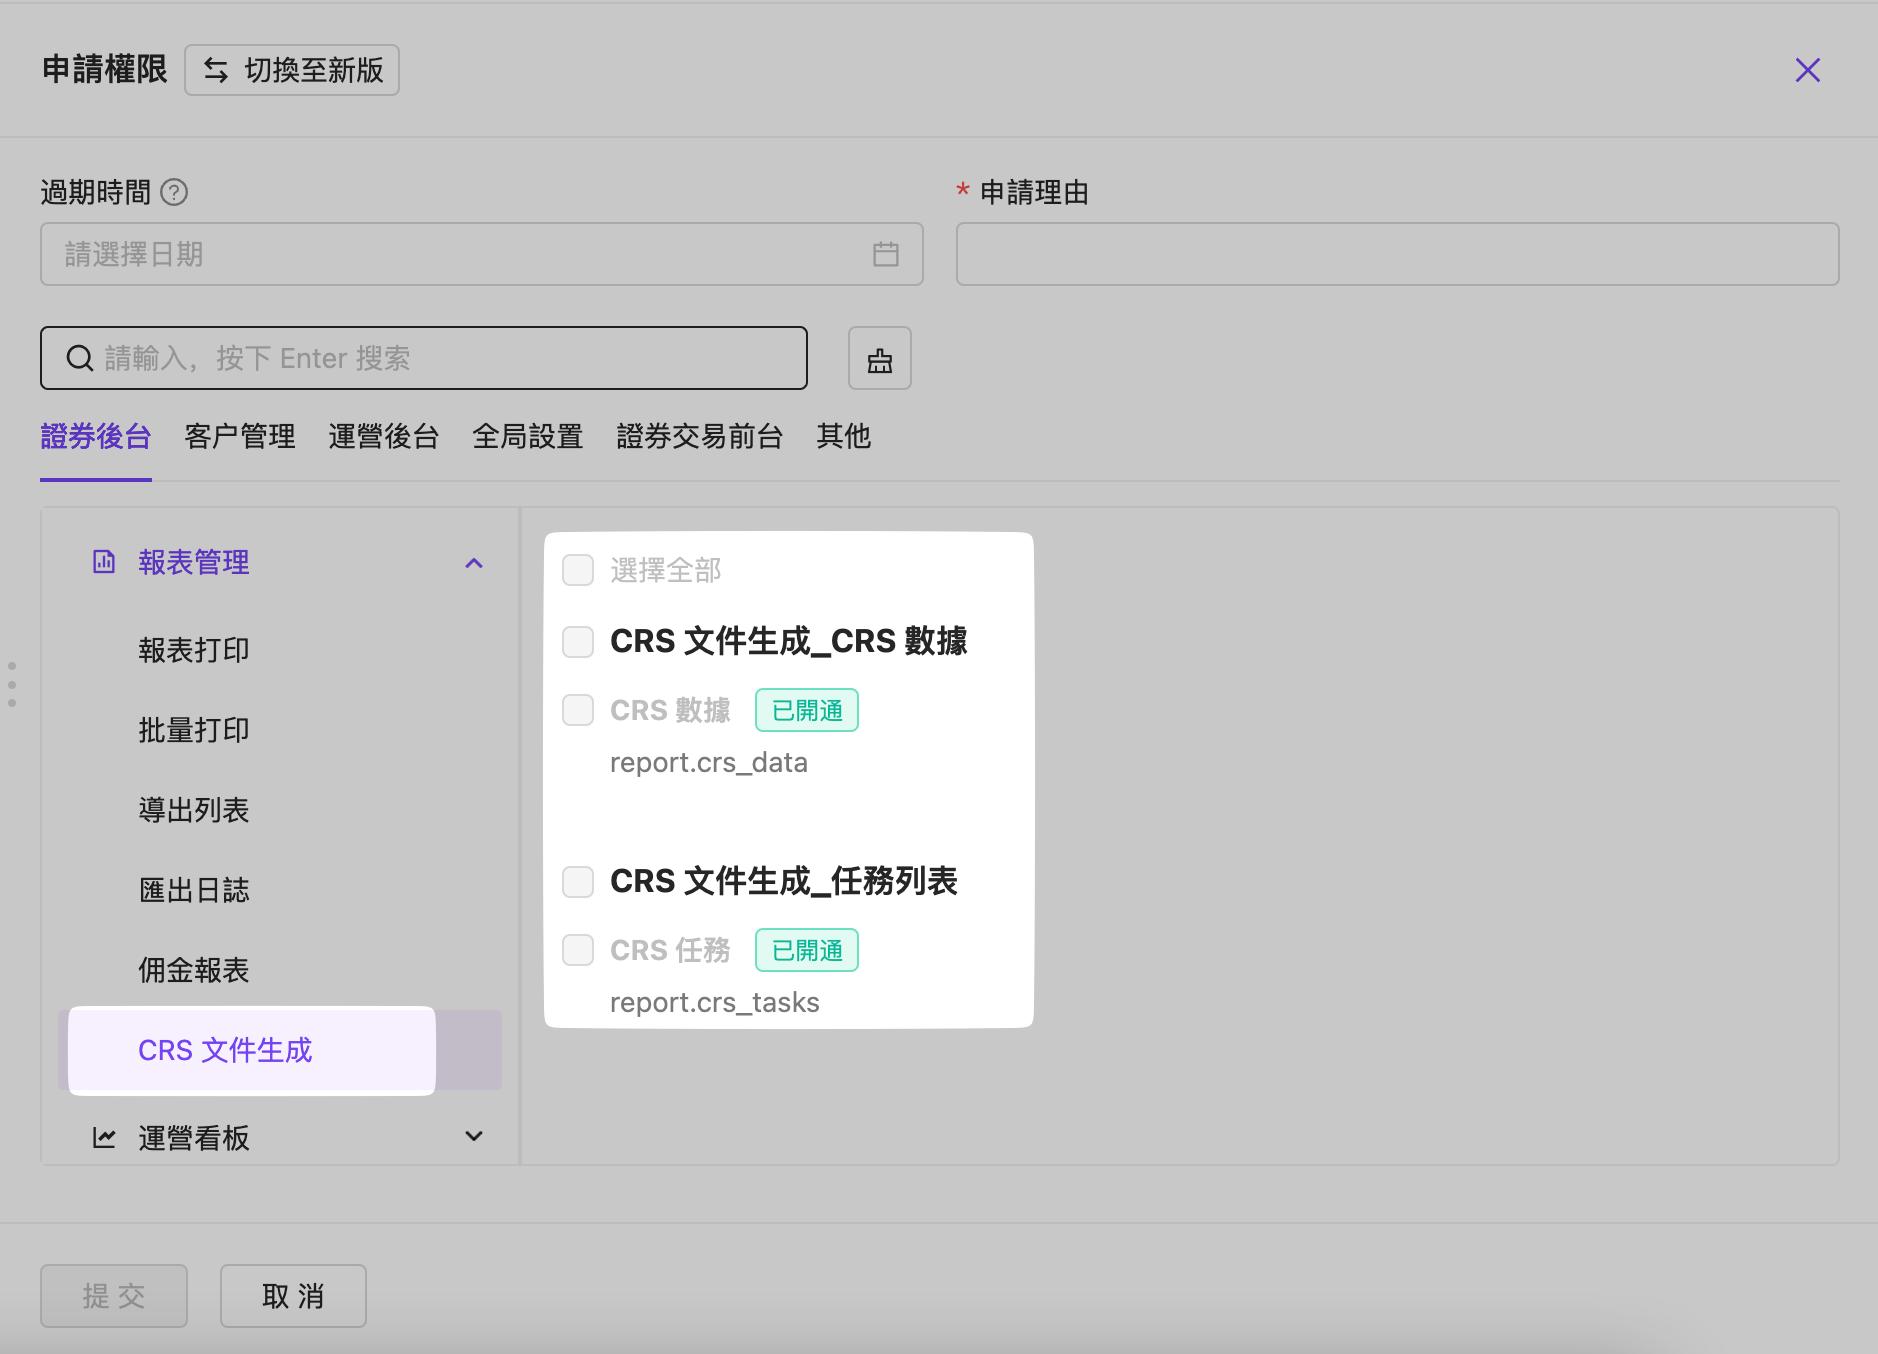 申請權限
切換至新版
過期時間
* 申請理由
請選擇日期
請輸入，按下 Enter 搜索
證券後台 客户管理 運營後台 全局設置 證券交易前台 其他
報表管理
報表打印
批量打印
導出列表
匯出日誌
佣金報表
CRS 文件生成
運營看板
選擇全部
CRS 文件生成_CRS 數據
CRS 數據 已開通
report.crs_data
CRS 文件生成_任務列表
CRS 任務 已開通
report.crs_tasks
提 交
取 消